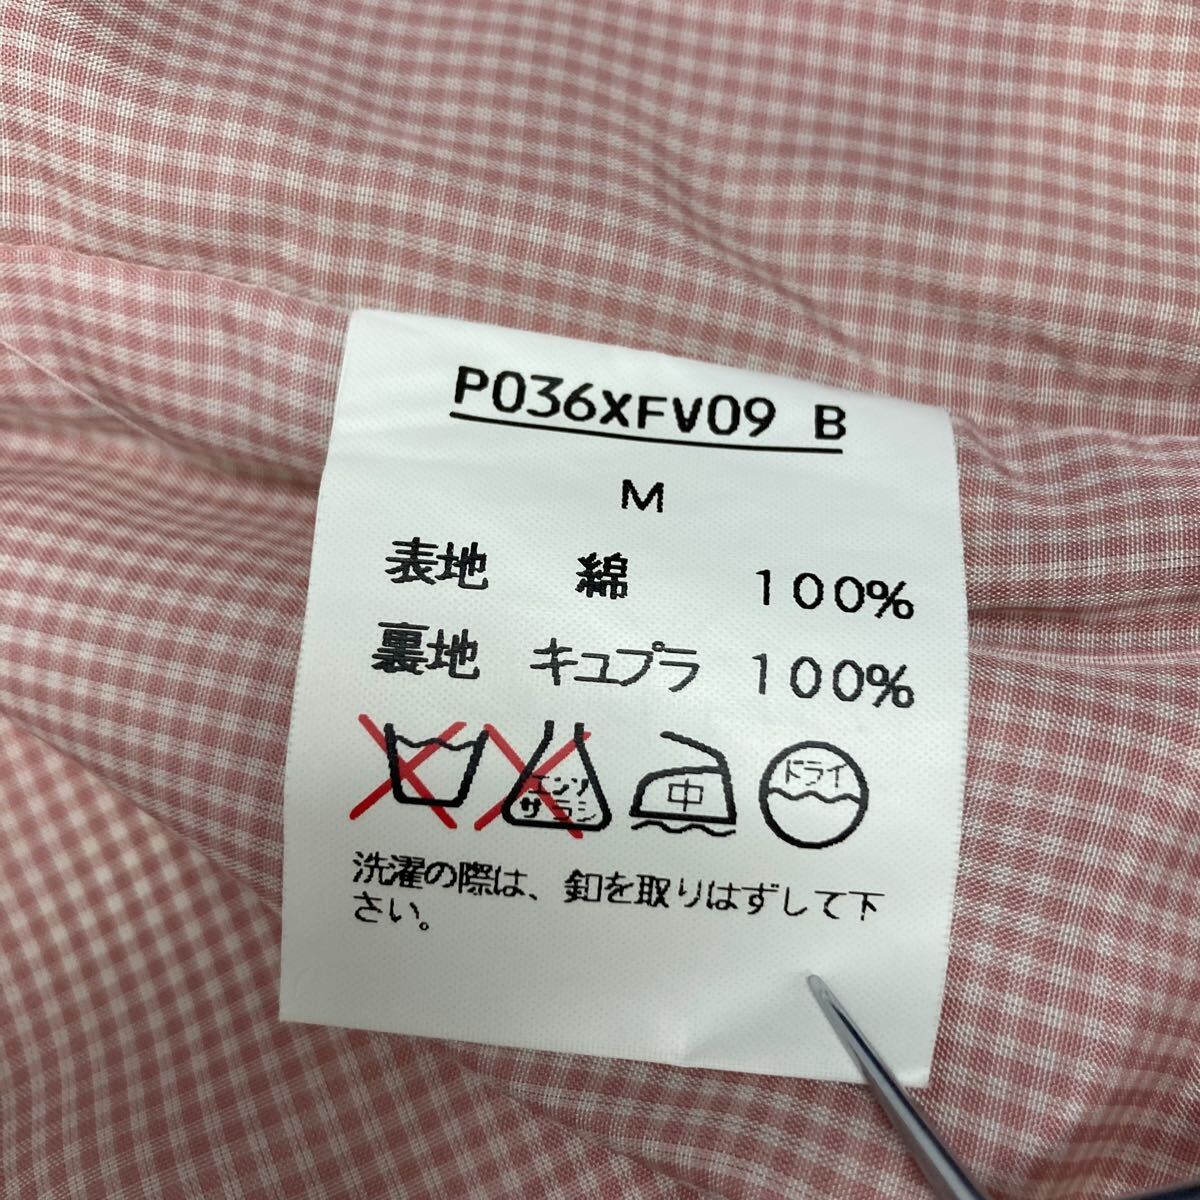 P036XFV09 B
M
表地 綿 100%
裏地 キュプラ 100%
エンソ
サラシ
中
ドライ
洗濯の際は、釦を取りはずして下
さい。